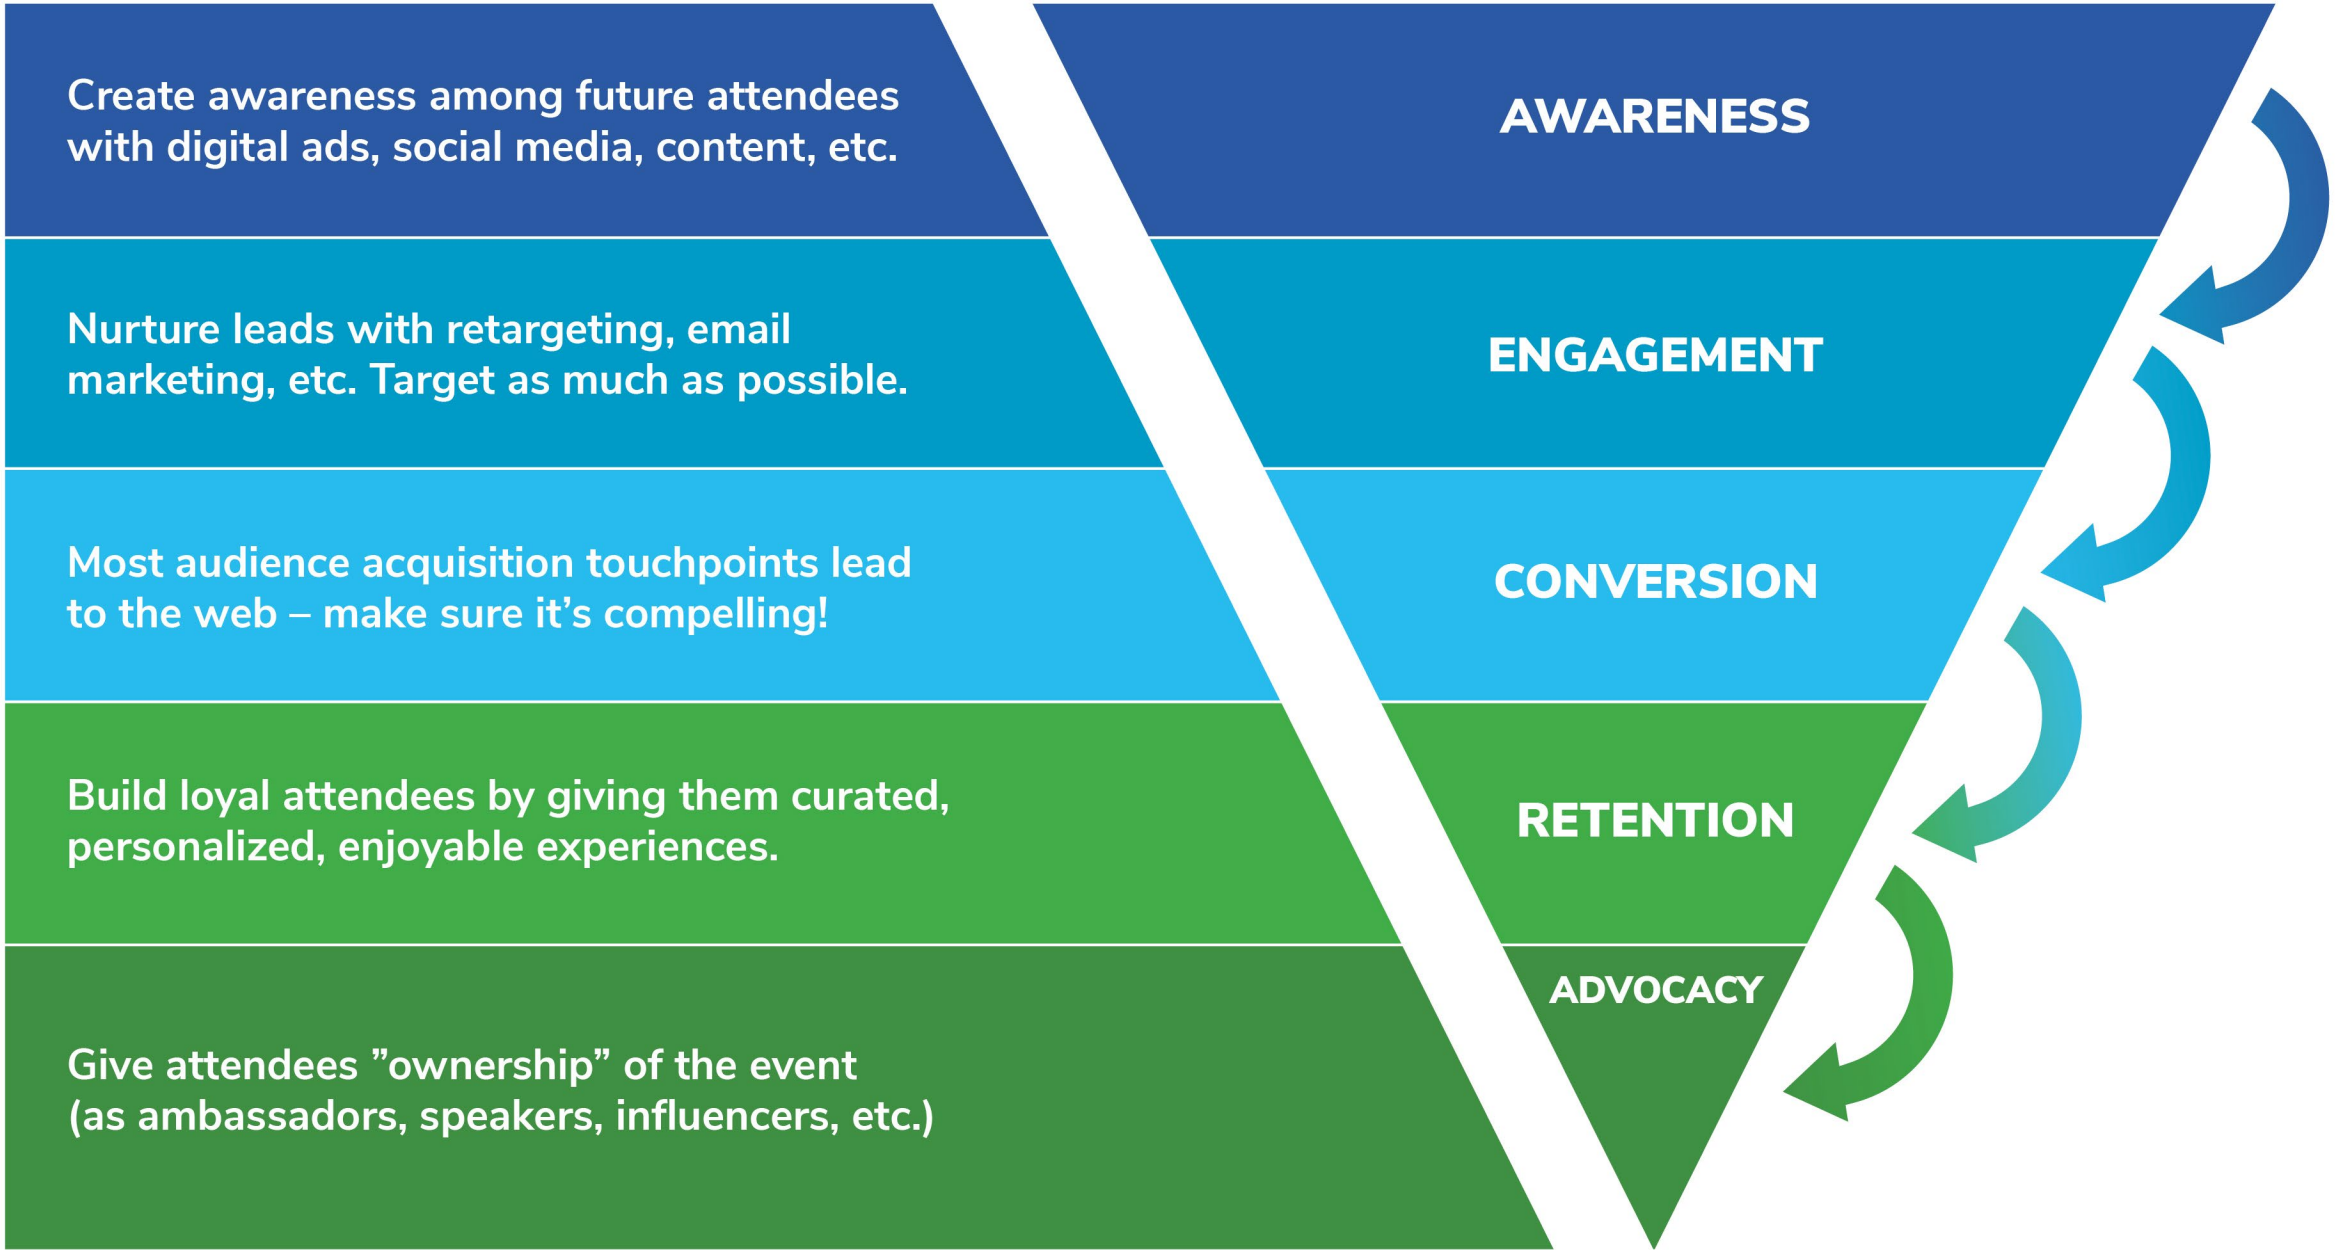 Create awareness among future attendees
with digital ads, social media, content, etc.
AWARENESS
Nurture leads with retargeting, email
marketing, etc. Target as much as possible.
ENGAGEMENT
Most audience acquisition touchpoints lead
to the web – make sure it’s compelling!
CONVERSION
Build loyal attendees by giving them curated,
personalized, enjoyable experiences.
RETENTION
Give attendees ”ownership” of the event
(as ambassadors, speakers, influencers, etc.)
ADVOCACY